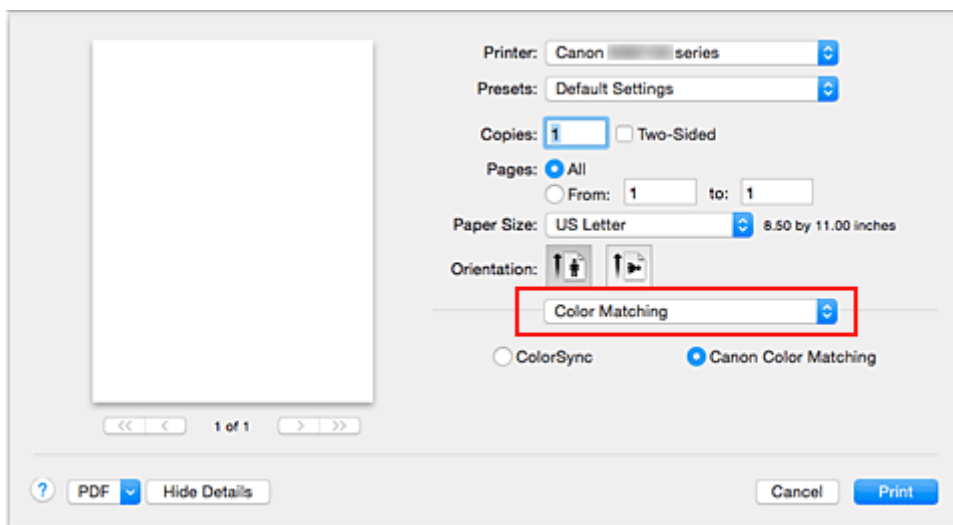 Printer: Canon series
Presets: Default Settings
Copies: 1 Two-Sided
Pages: All
From: 1 to: 1
Paper Size: US Letter 8.50 by 11.00 inches
Orientation:
Color Matching
ColorSync Canon Color Matching
<< < 1 of 1 > >>
? PDF Hide Details Cancel Print